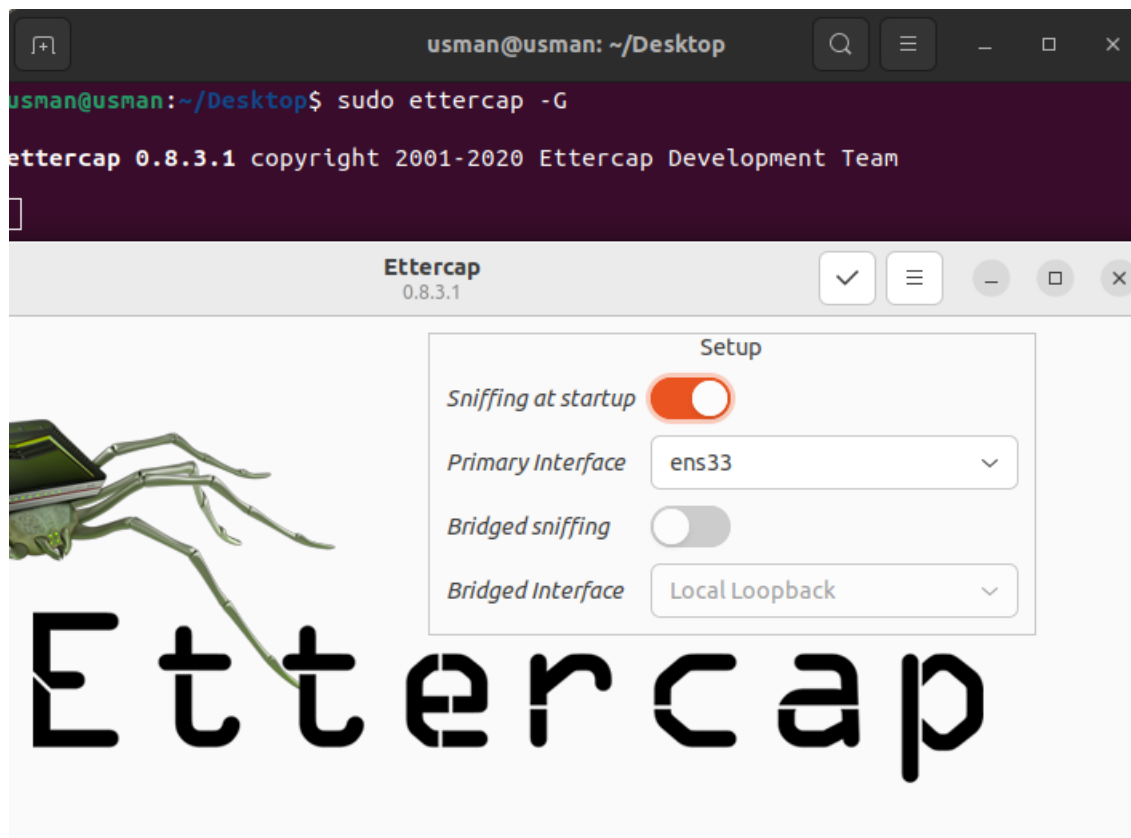 usman@usman: ~/Desktop
usman@usman:~/Desktop$ sudo ettercap -G
ettercap 0.8.3.1 copyright 2001-2020 Ettercap Development Team
Ettercap
0.8.3.1
Setup
Sniffing at startup
Primary Interface ens33
Bridged sniffing
Bridged Interface Local Loopback
Ettercap